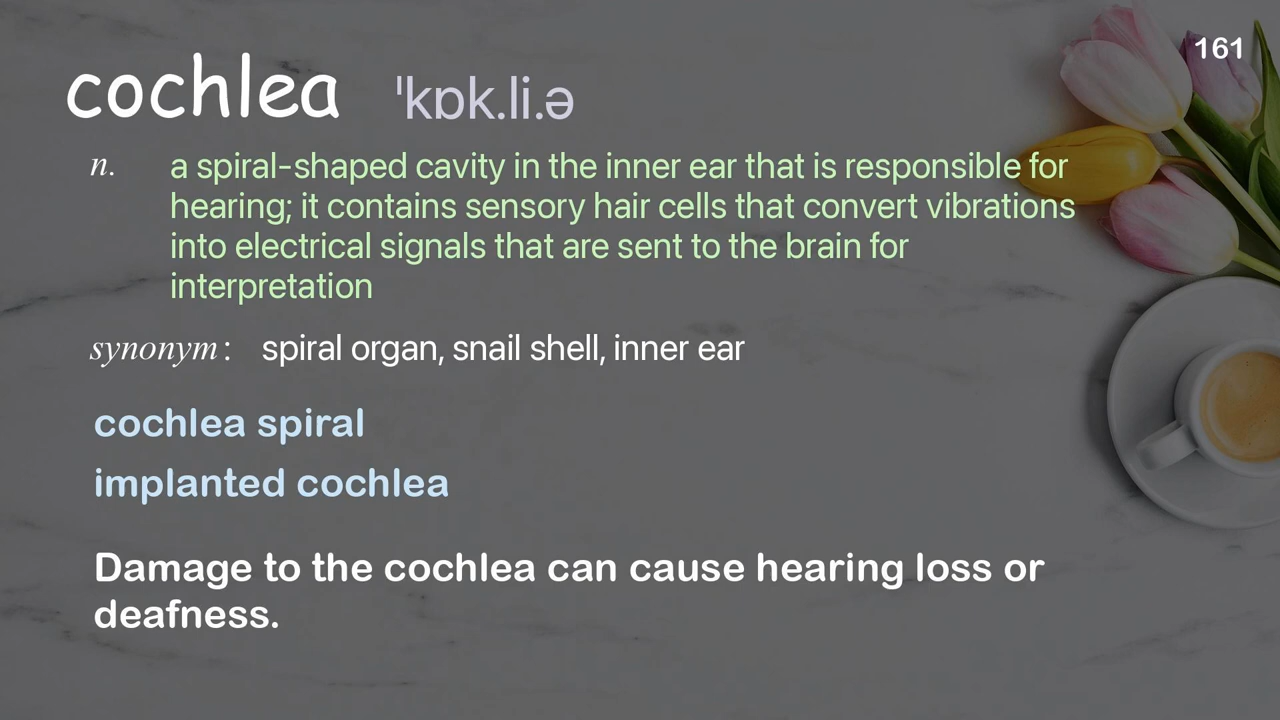 161
cochlea ˈkɒk.li.ə
n. a spiral-shaped cavity in the inner ear that is responsible for
hearing; it contains sensory hair cells that convert vibrations
into electrical signals that are sent to the brain for
interpretation
synonym: spiral organ, snail shell, inner ear
cochlea spiral
implanted cochlea
Damage to the cochlea can cause hearing loss or
deafness.